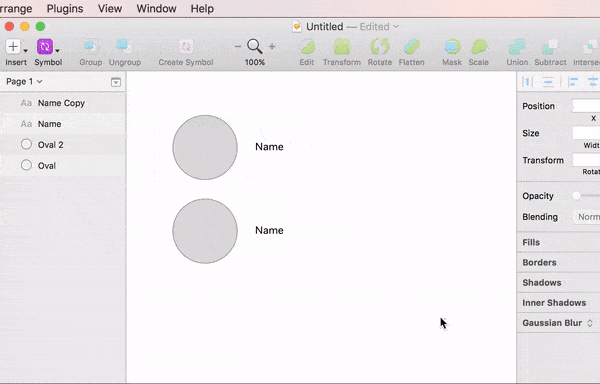 rrange Plugins View Window Help
Untitled — Edited
Insert Symbol Group Ungroup Create Symbol 100% Edit Transform Rotate Flatten Mask Scale Union Subtract Interse
Page 1
Position
X
Size
Widt
Transform
Rotat
Opacity
Blending Norm
Fills
Borders
Shadows
Inner Shadows
Gaussian Blur
Aa Name Copy
Aa Name
Oval 2
Oval
Name
Name